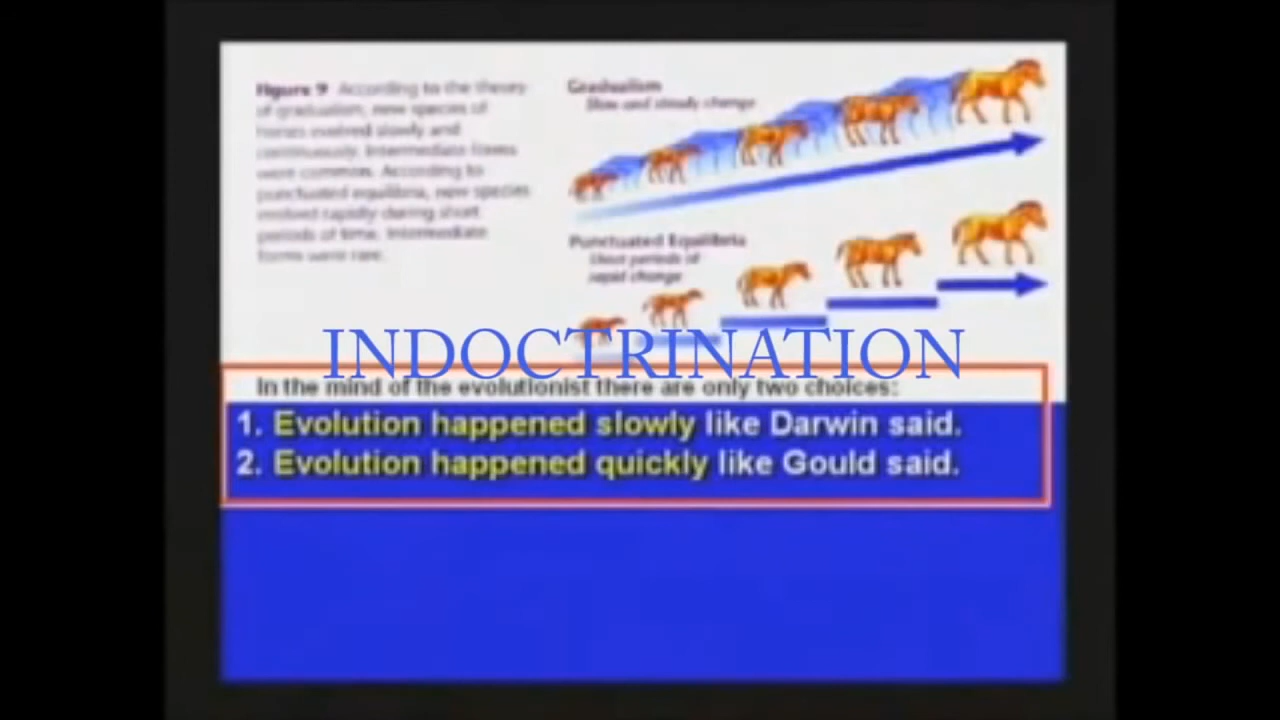 Figure 9 According to the theory
of gradualism, new species of
horses evolved slowly and
continuously. Intermediate forms
were common. According to
punctuated equilibria, new species
evolved rapidly during short
periods of time. Intermediate
forms were rare.
Gradualism
Slow and steady change
Punctuated Equilibria
Short periods of
rapid change
INDOCTRINATION
In the mind of the evolutionist there are only two choices:
1. Evolution happened slowly like Darwin said.
2. Evolution happened quickly like Gould said.